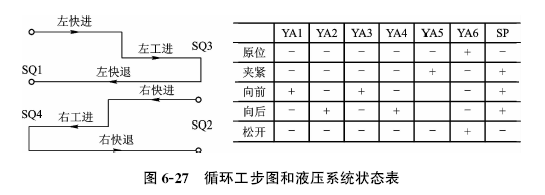 左快进
左工进
SQ3
SQ1
左快退
右快进
SQ4
右工进
SQ2
右快退
YA1 YA2 YA3 YA4 YA5 YA6 SP
原位 − − − − − + −
夹紧 − − − − + − +
向前 + − + − +
向后 − + − + +
松开 − − − − − + −
图 6-27 循环工步图和液压系统状态表